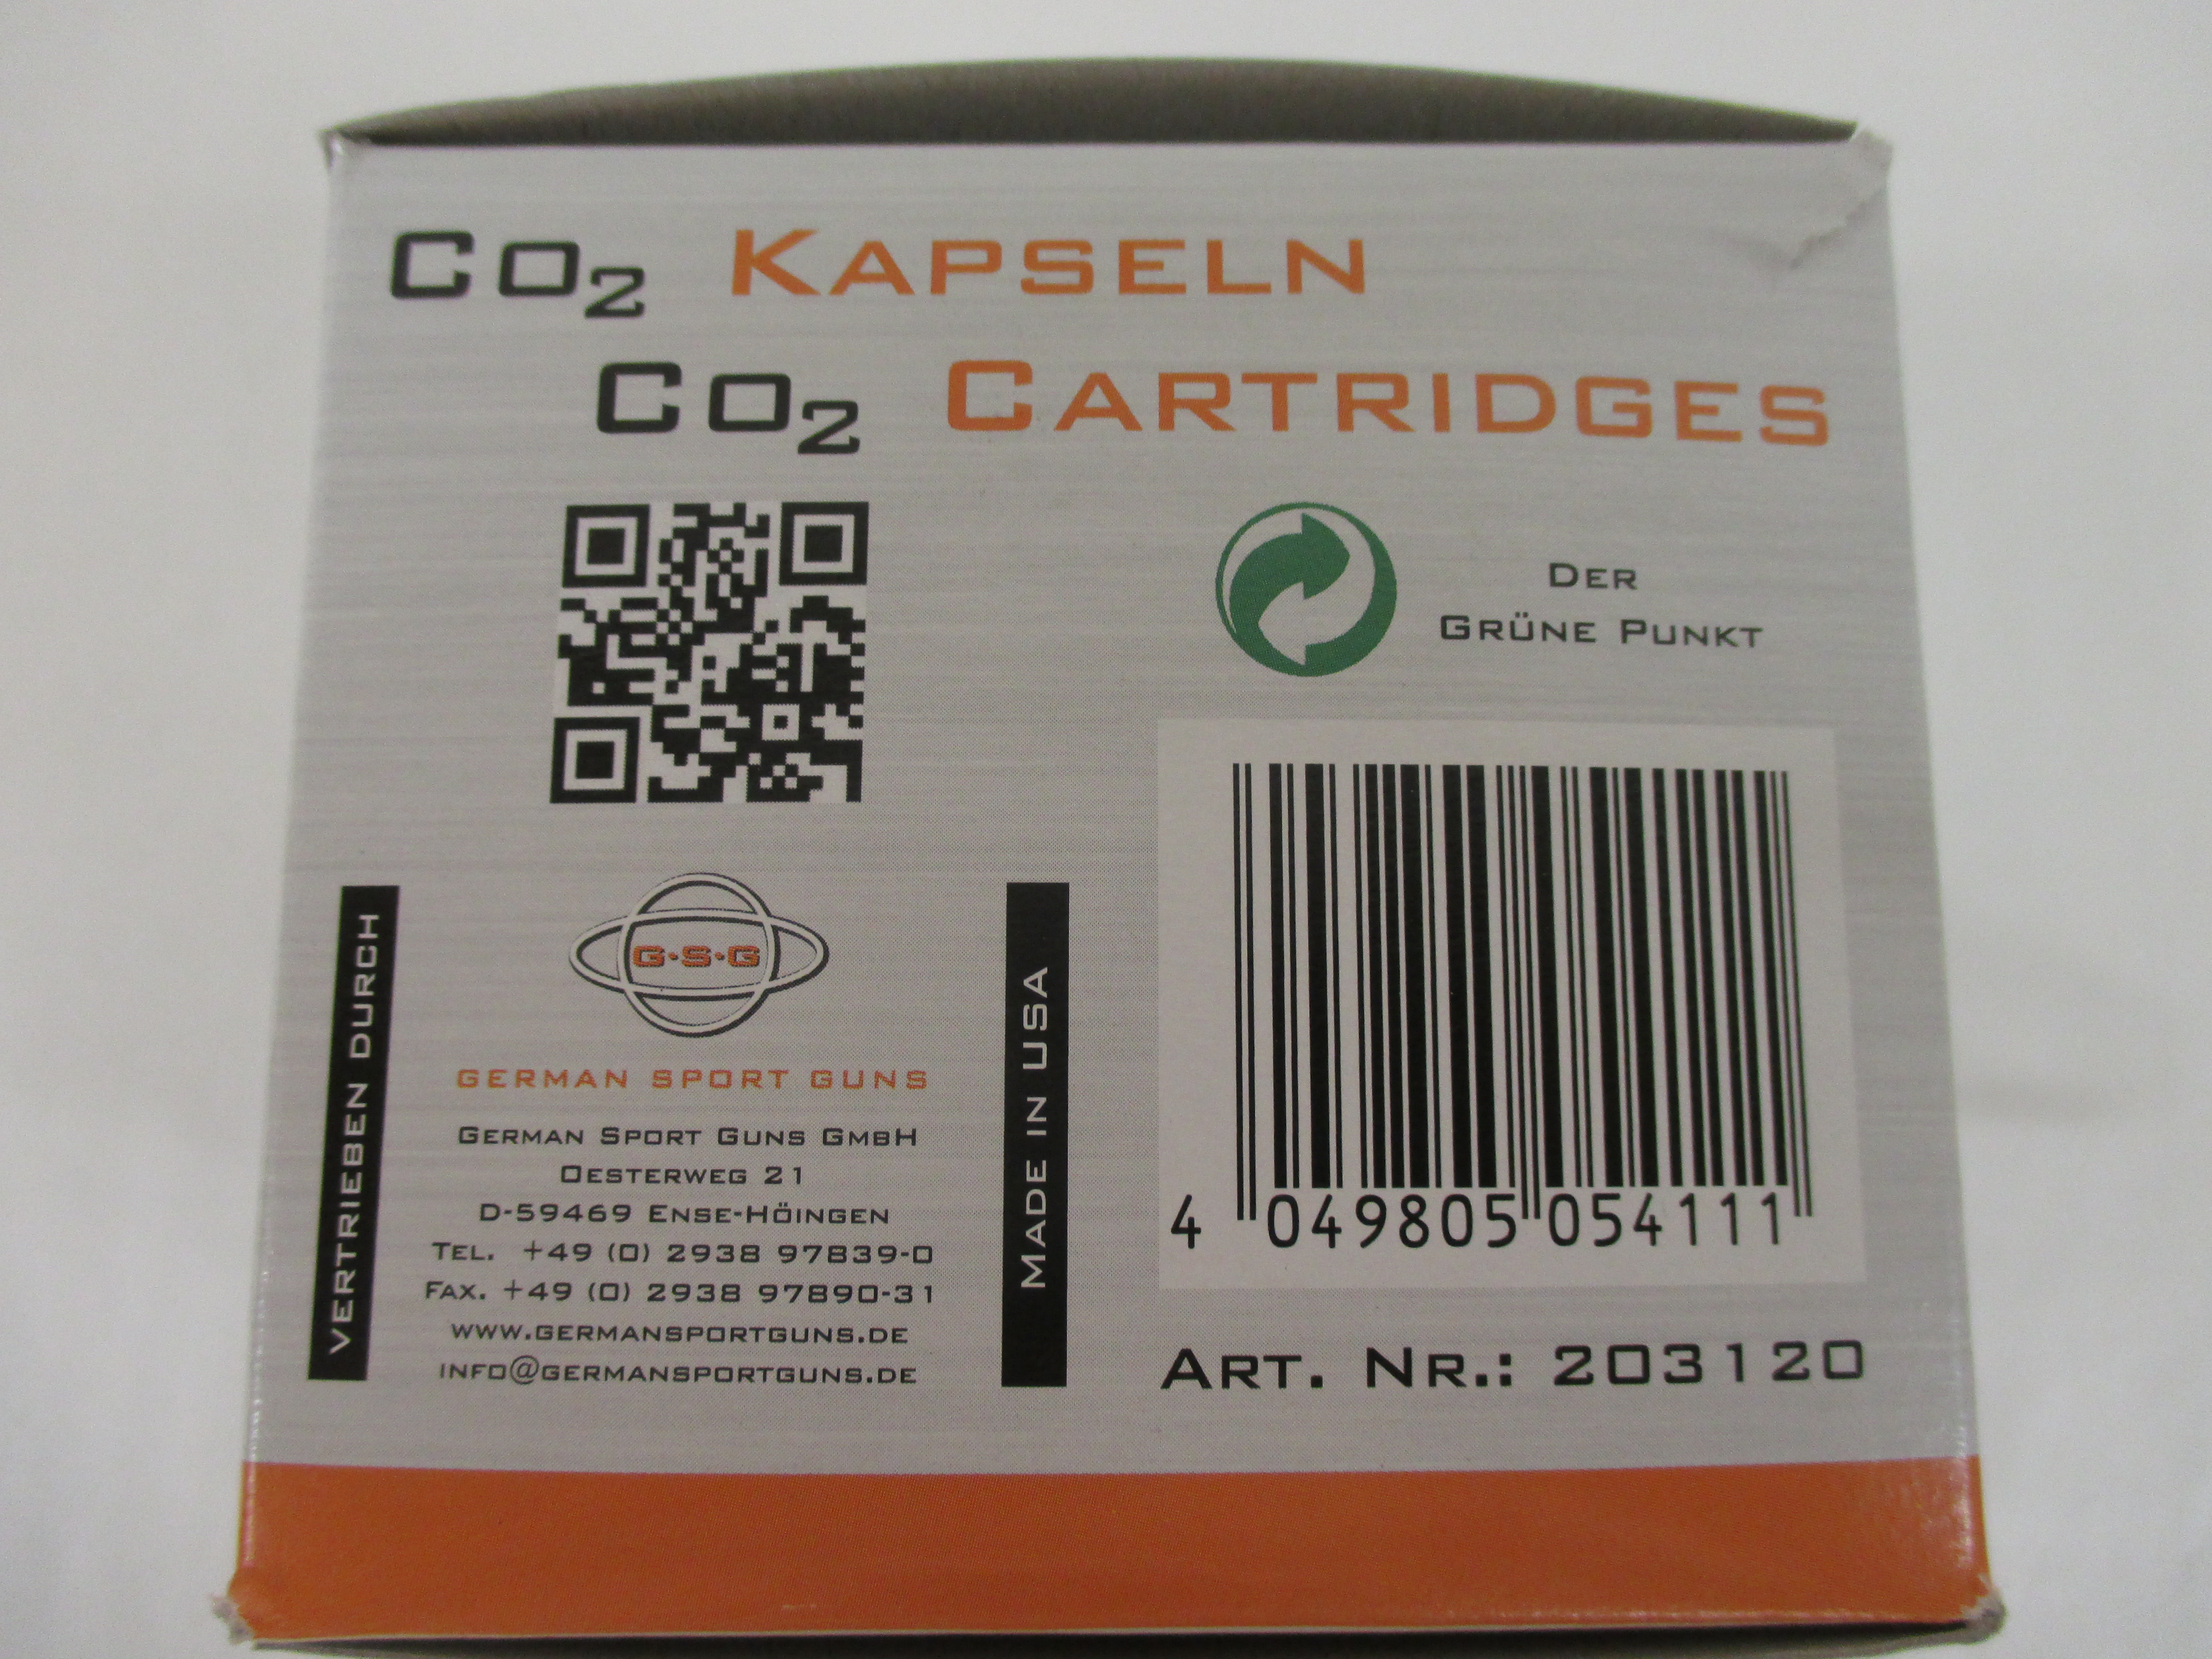 CO2 KAPSELN
CO2 CARTRIDGES
DER
GRÜNE PUNKT
VERTRIEBEN DURCH
G·S·G
GERMAN SPORT GUNS
GERMAN SPORT GUNS GMBH
OESTERWEG 21
D-59469 ENSE-HÖINGEN
TEL. +49 (0) 2938 97839-0
FAX. +49 (0) 2938 97890-31
WWW.GERMANSPORTGUNS.DE
INFO@GERMANSPORTGUNS.DE
MADE IN USA
4 049805 054111
ART. NR.: 203120